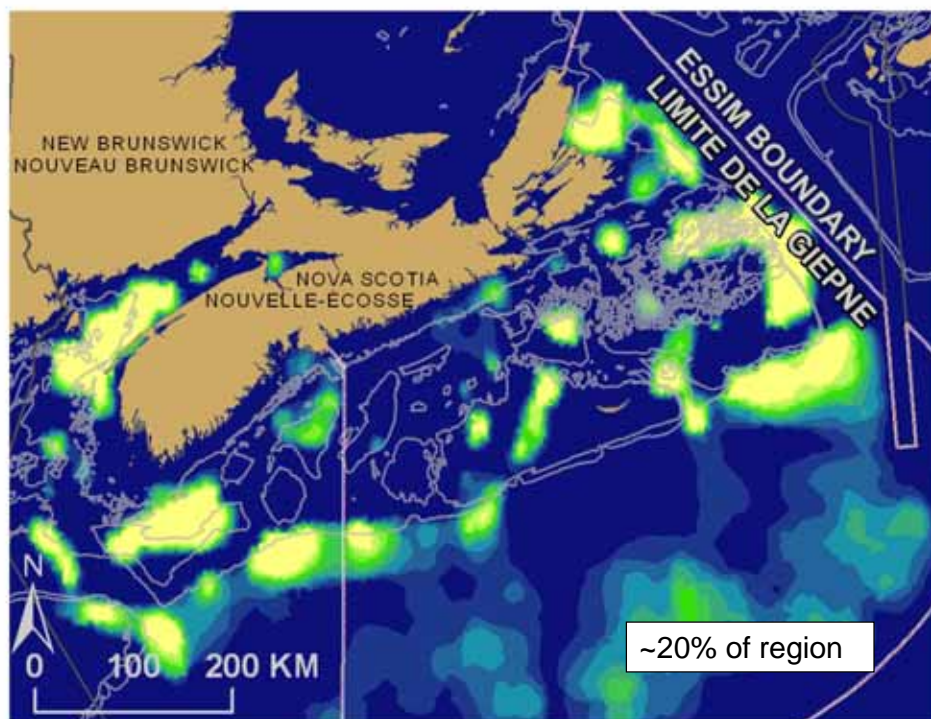 ESSIM BOUNDARY
LIMITE DE LA GIEPNE
NEW BRUNSWICK
NOUVEAU BRUNSWICK
NOVA SCOTIA
NOUVELLE-ÉCOSSE
N
0 100 200 KM
~20% of region